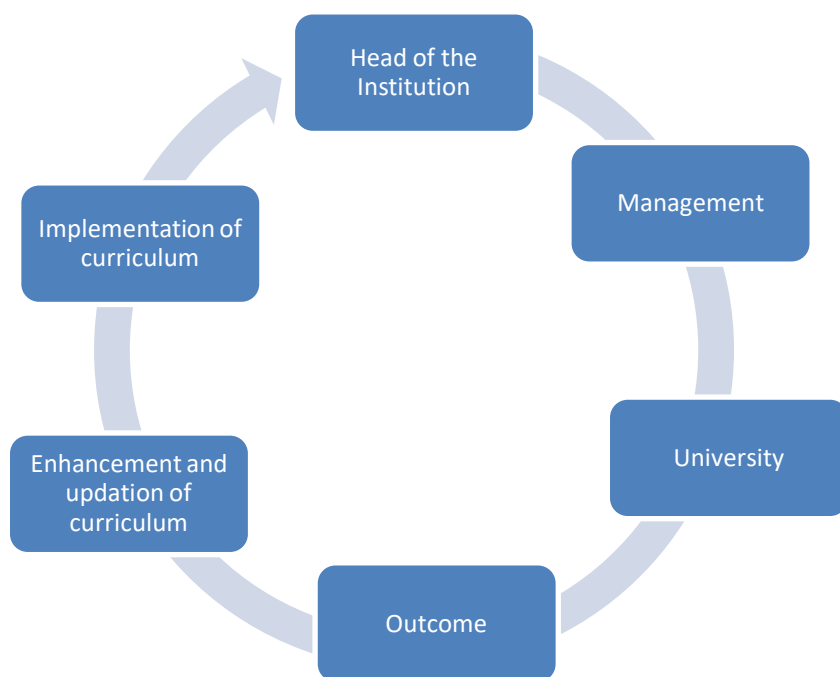 Head of the
Institution
Management
University
Outcome
Enhancement and
updation of
curriculum
Implementation of
curriculum